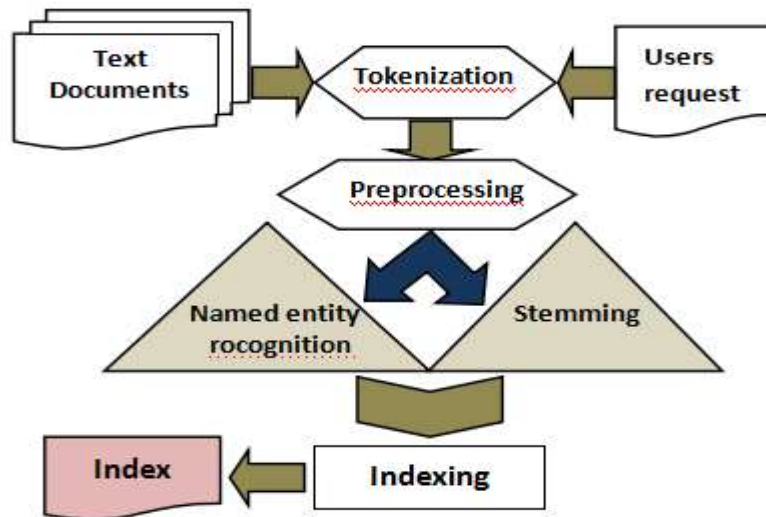 Text
Documents
Tokenization
Users
request
Preprocessing
Named entity
rocognition
Stemming
Indexing
Index